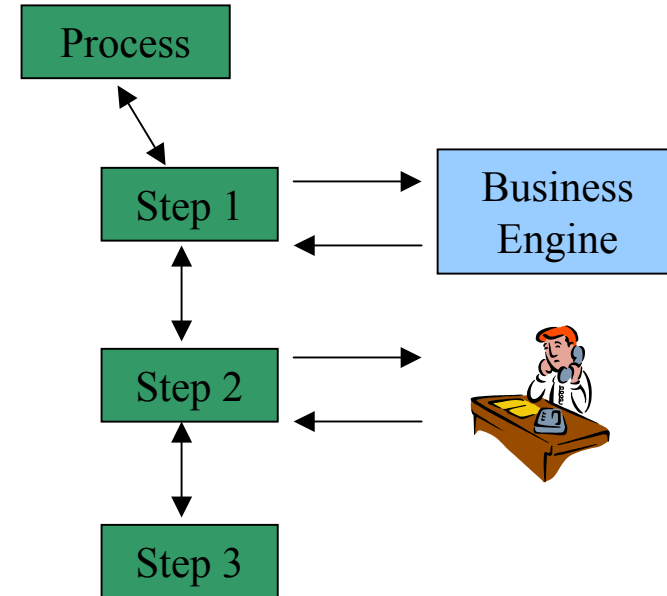 Process
Step 1
Business
Engine
Step 2
Step 3